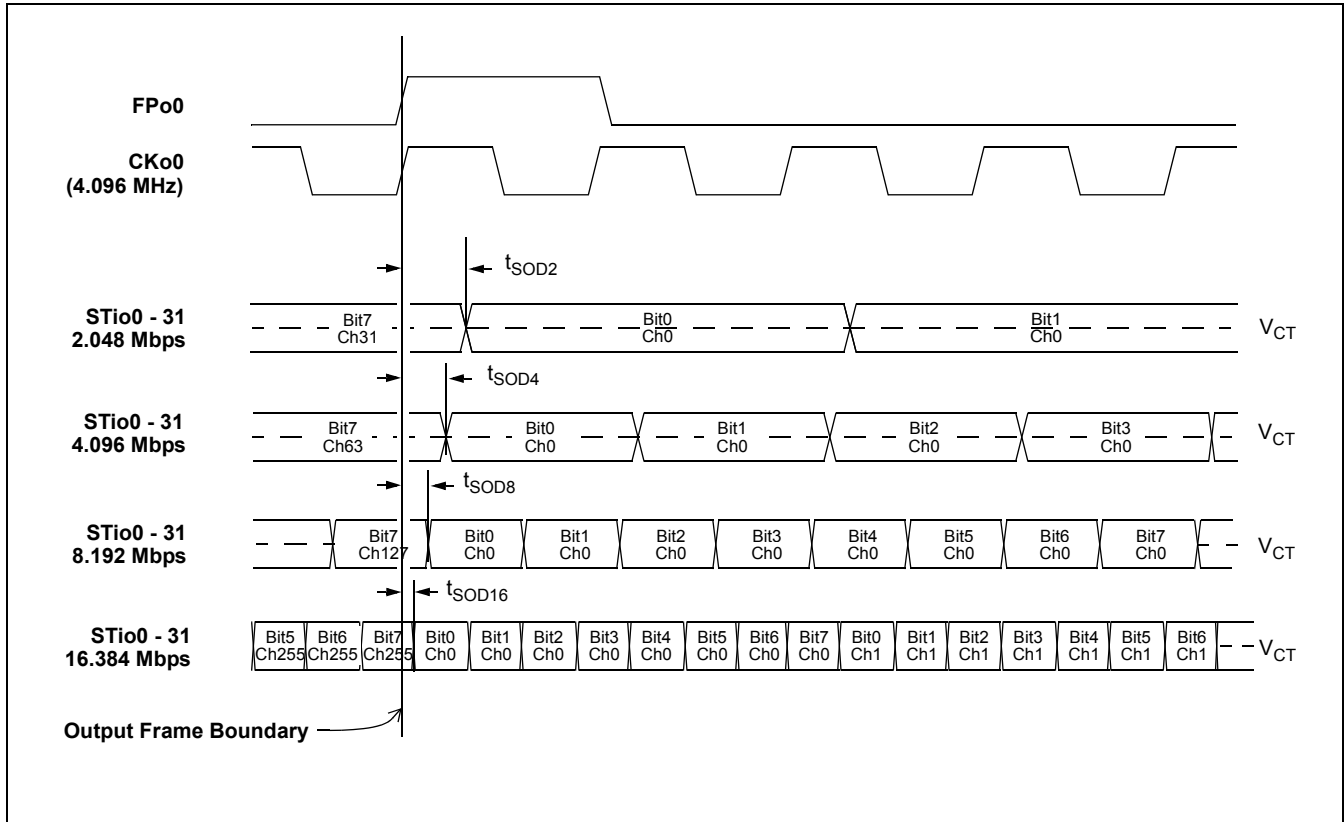 FPo0
CKo0
(4.096 MHz)
tSOD2
STio0 - 31
2.048 Mbps
Bit7 Bit0 Bit1
Ch31 Ch0 Ch0
VCT
tSOD4
STio0 - 31
4.096 Mbps
Bit7 Bit0 Bit1 Bit2 Bit3
Ch63 Ch0 Ch0 Ch0 Ch0
VCT
tSOD8
STio0 - 31
8.192 Mbps
Bit7 Bit0 Bit1 Bit2 Bit3 Bit4 Bit5 Bit6 Bit7
Ch127 Ch0 Ch0 Ch0 Ch0 Ch0 Ch0 Ch0 Ch0
VCT
tSOD16
STio0 - 31
16.384 Mbps
Bit5 Bit6 Bit7 Bit0 Bit1 Bit2 Bit3 Bit4 Bit5 Bit6 Bit7 Bit0 Bit1 Bit2 Bit3 Bit4 Bit5 Bit6
Ch255 Ch255 Ch255 Ch0 Ch0 Ch0 Ch0 Ch0 Ch0 Ch0 Ch0 Ch1 Ch1 Ch1 Ch1 Ch1 Ch1 Ch1
VCT
Output Frame Boundary